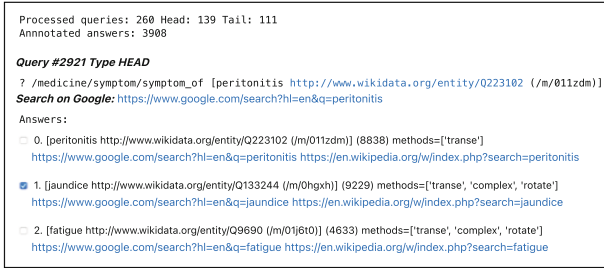 Processed queries: 260 Head: 139 Tail: 111
Annnotated answers: 3908
Query #2921 Type HEAD
? /medicine/symptom/symptom_of [peritonitis http://www.wikidata.org/entity/Q223102 (/m/011zdm)]
Search on Google: https://www.google.com/search?hl=en&q=peritonitis
Answers:
0. [peritonitis http://www.wikidata.org/entity/Q223102 (/m/011zdm)] (8838) methods=['transe']
https://www.google.com/search?hl=en&q=peritonitis https://en.wikipedia.org/w/index.php?search=peritonitis
1. [jaundice http://www.wikidata.org/entity/Q133244 (/m/0hgxh)] (9229) methods=['transe', 'complex', 'rotate']
https://www.google.com/search?hl=en&q=jaundice https://en.wikipedia.org/w/index.php?search=jaundice
2. [fatigue http://www.wikidata.org/entity/Q9690 (/m/01j6t0)] (4633) methods=['transe', 'complex', 'rotate']
https://www.google.com/search?hl=en&q=fatigue https://en.wikipedia.org/w/index.php?search=fatigue